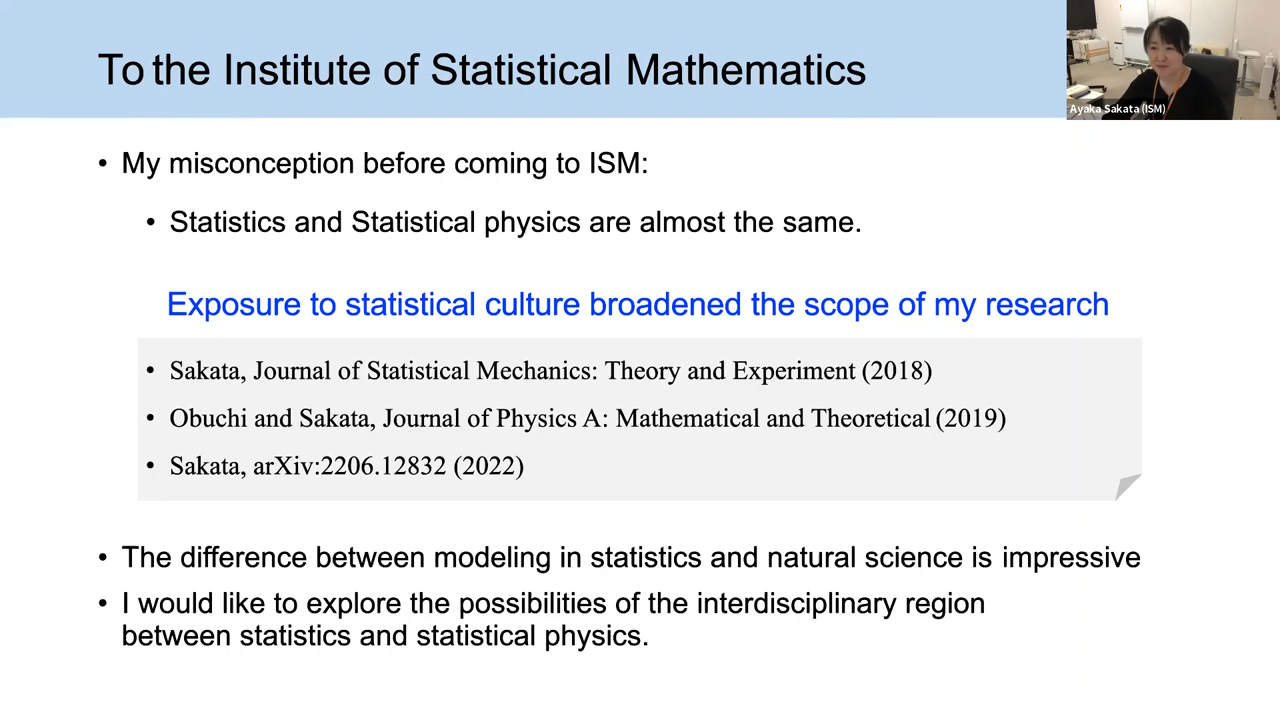 To the Institute of Statistical Mathematics
Ayaka Sakata (ISM)
• My misconception before coming to ISM:
• Statistics and Statistical physics are almost the same.
Exposure to statistical culture broadened the scope of my research
• Sakata, Journal of Statistical Mechanics: Theory and Experiment (2018)
• Obuchi and Sakata, Journal of Physics A: Mathematical and Theoretical (2019)
• Sakata, arXiv:2206.12832 (2022)
• The difference between modeling in statistics and natural science is impressive
• I would like to explore the possibilities of the interdisciplinary region
between statistics and statistical physics.